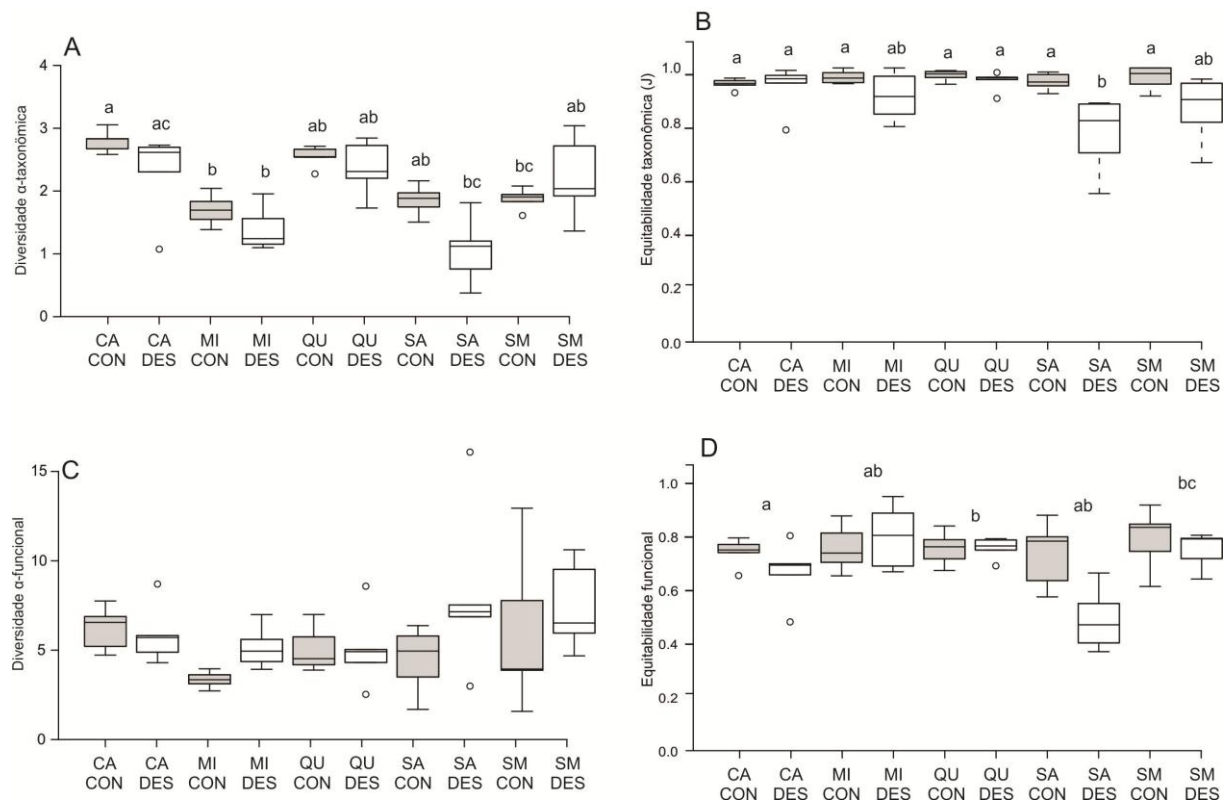 A
4
3
2
1
0
Diversidade α-taxonômica
a
ac
b
b
ab
ab
ab
bc
bc
ab
CA CA MI MI QU QU SA SA SM SM
CON DES CON DES CON DES CON DES CON DES
B
1.0
0.8
0.6
0.4
0.2
0.0
Equitabilidade taxonômica (J)
a
a
a
ab
a
a
a
b
a
ab
CA CA MI MI QU QU SA SA SM SM
CON DES CON DES CON DES CON DES CON DES
C
15
10
5
0
Diversidade α-funcional
CA CA MI MI QU QU SA SA SM SM
CON DES CON DES CON DES CON DES CON DES
D
1.0
0.8
0.6
0.4
0.2
0.0
Equitabilidade funcional
a
ab
b
ab
bc
CA CA MI MI QU QU SA SA SM SM
CON DES CON DES CON DES CON DES CON DES